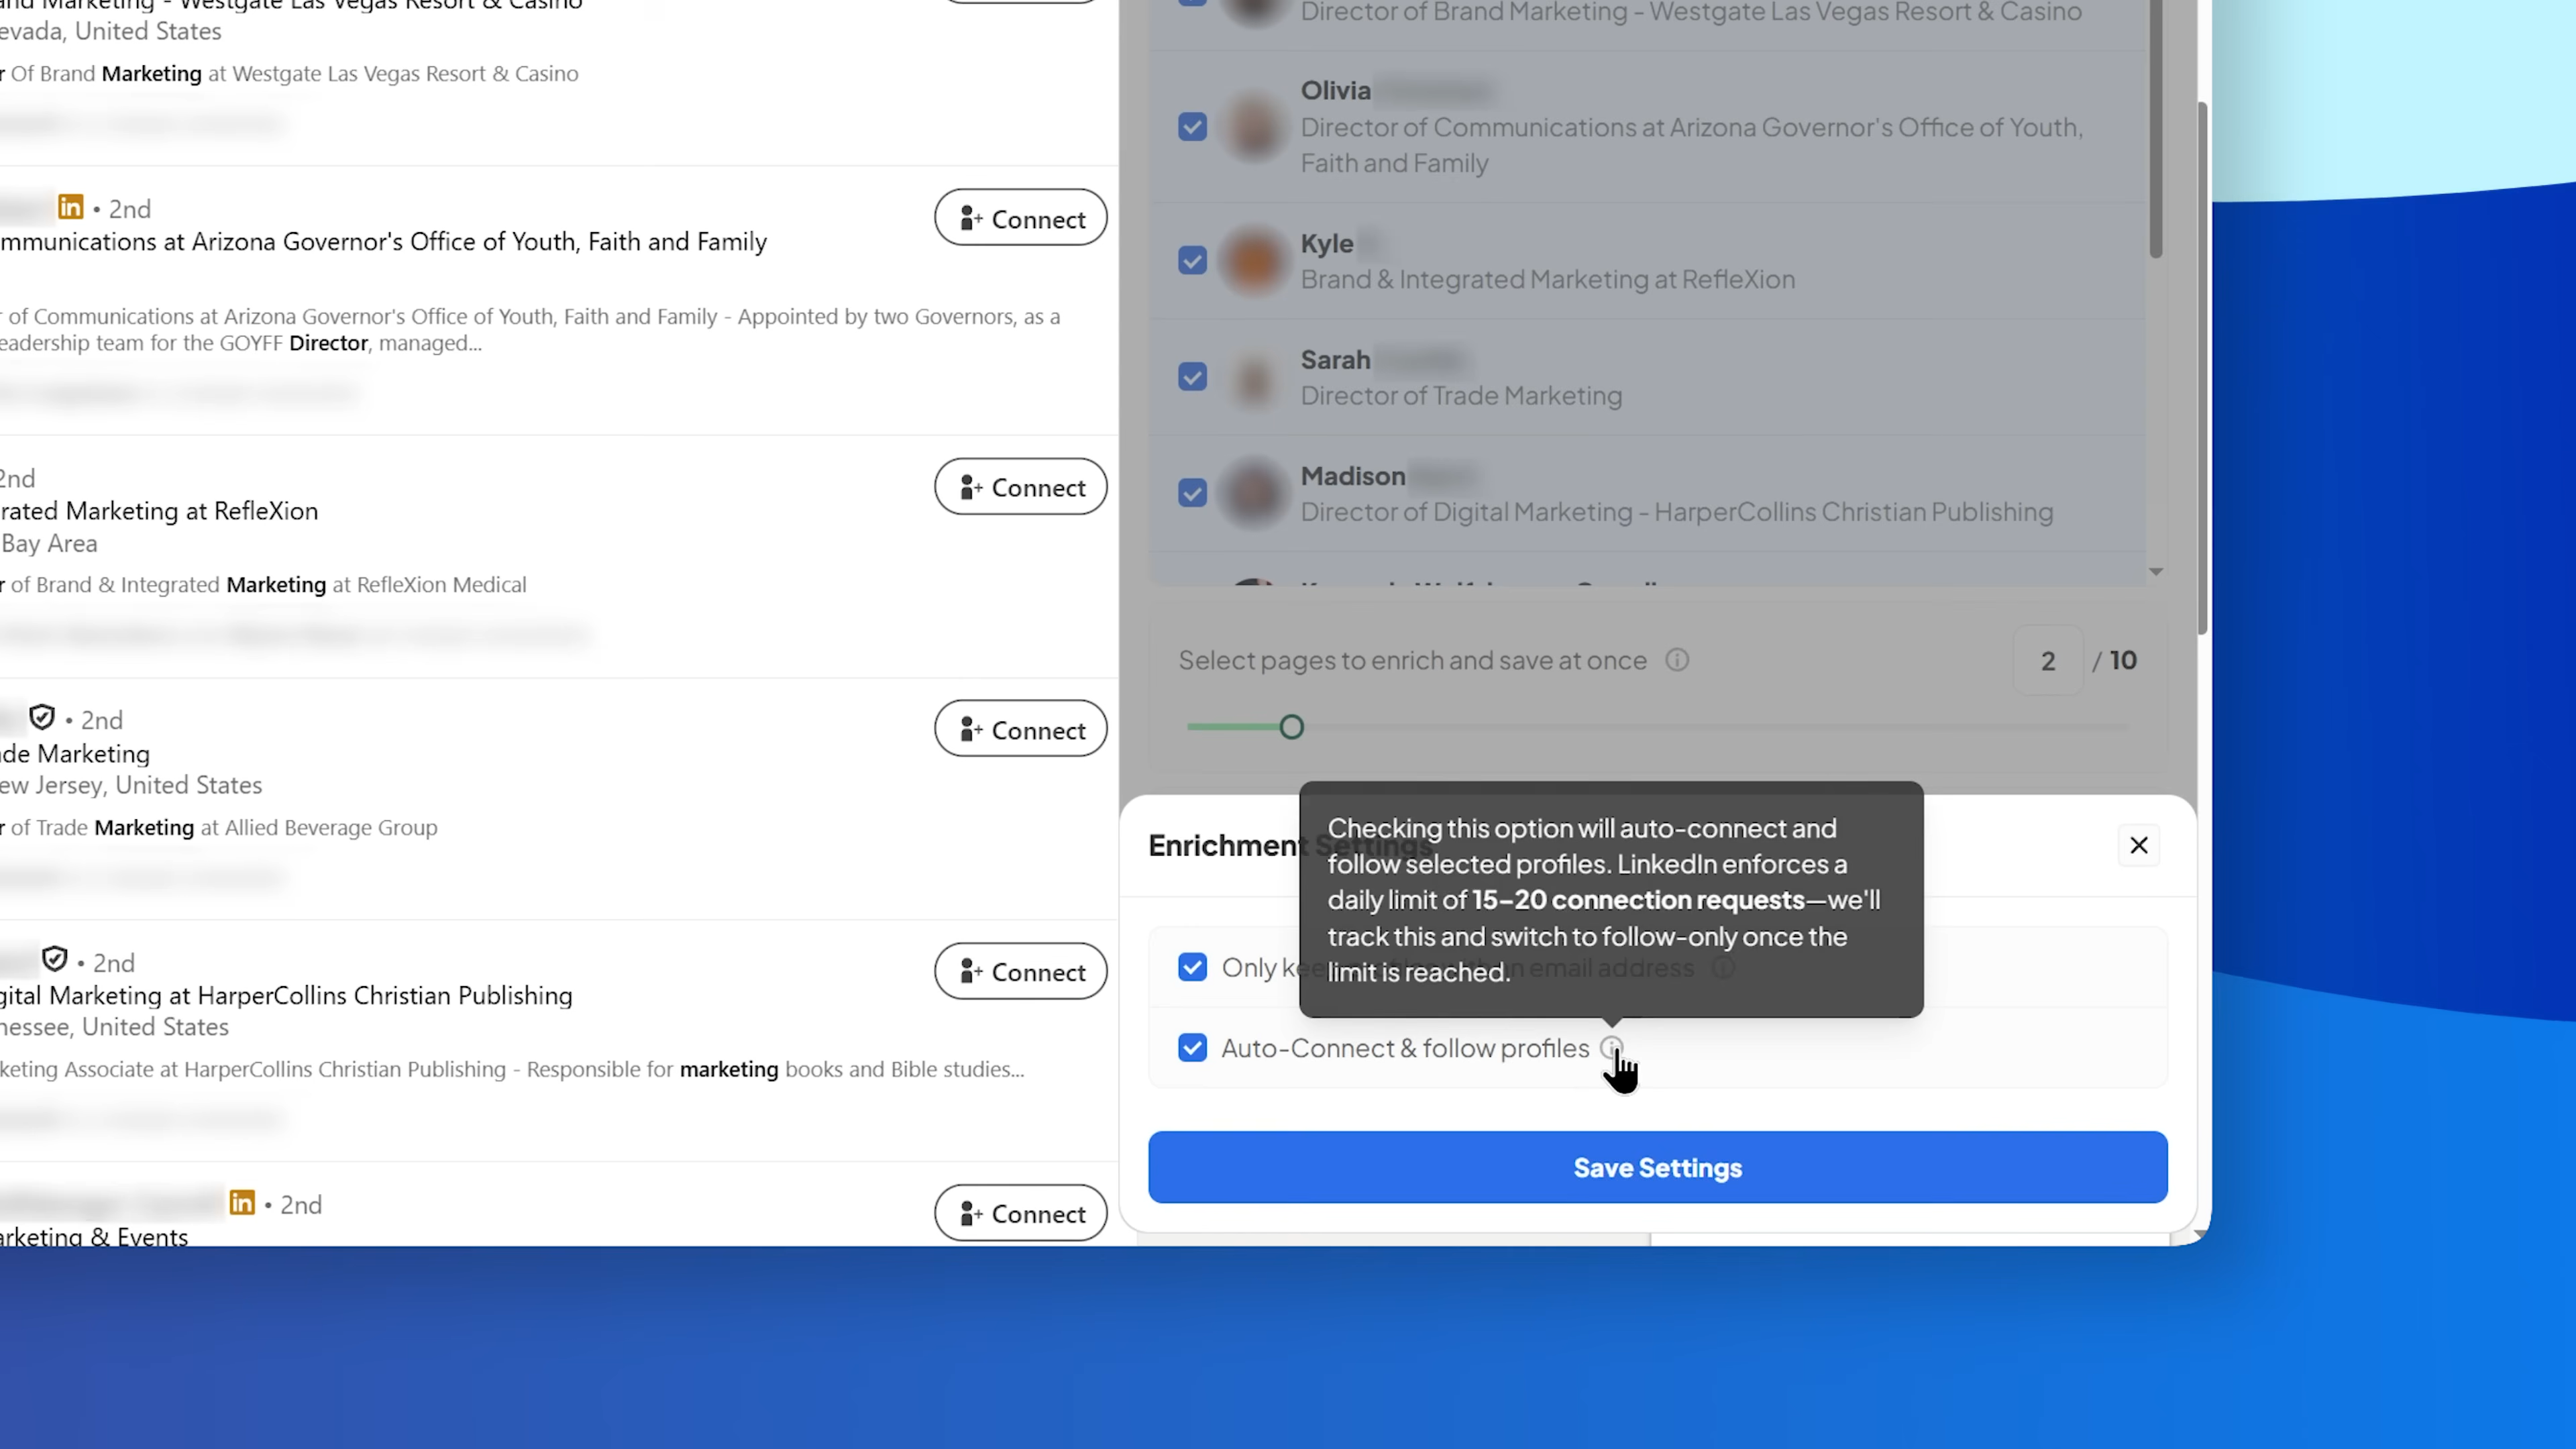 and Marketing - Westgate Las Vegas Resort & Casino
evada, United States
r Of Brand Marketing at Westgate Las Vegas Resort & Casino
in • 2nd
mmunications at Arizona Governor's Office of Youth, Faith and Family
Connect
r of Communications at Arizona Governor's Office of Youth, Faith and Family - Appointed by two Governors, as a
eadership team for the GOYFF Director, managed...
2nd
rated Marketing at RefleXion
Bay Area
Connect
r of Brand & Integrated Marketing at RefleXion Medical
• 2nd
de Marketing
ew Jersey, United States
Connect
r of Trade Marketing at Allied Beverage Group
• 2nd
gital Marketing at HarperCollins Christian Publishing
nessee, United States
Connect
keting Associate at HarperCollins Christian Publishing - Responsible for marketing books and Bible studies...
in • 2nd
arketing & Events
Connect
Director of Brand Marketing - Westgate Las Vegas Resort & Casino
Olivia
Director of Communications at Arizona Governor's Office of Youth,
Faith and Family
Kyle
Brand & Integrated Marketing at RefleXion
Sarah
Director of Trade Marketing
Madison
Director of Digital Marketing - HarperCollins Christian Publishing
Select pages to enrich and save at once
2 / 10
Enrichment Settings
Checking this option will auto-connect and
follow selected profiles. LinkedIn enforces a
daily limit of 15-20 connection requests—we'll
track this and switch to follow-only once the
limit is reached.
Only email address
Auto-Connect & follow profiles
Save Settings